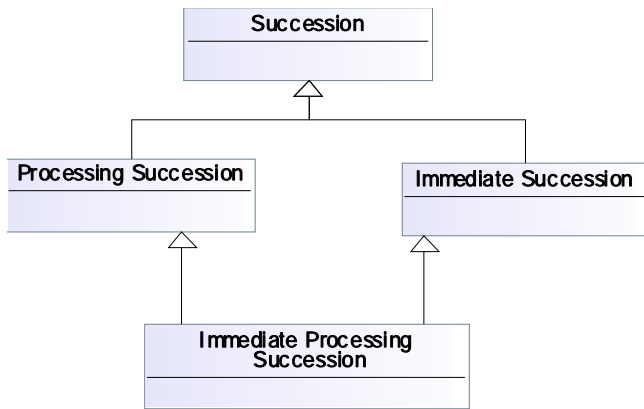 Succession
Processing Succession
Immediate Succession
Immediate Processing
Succession